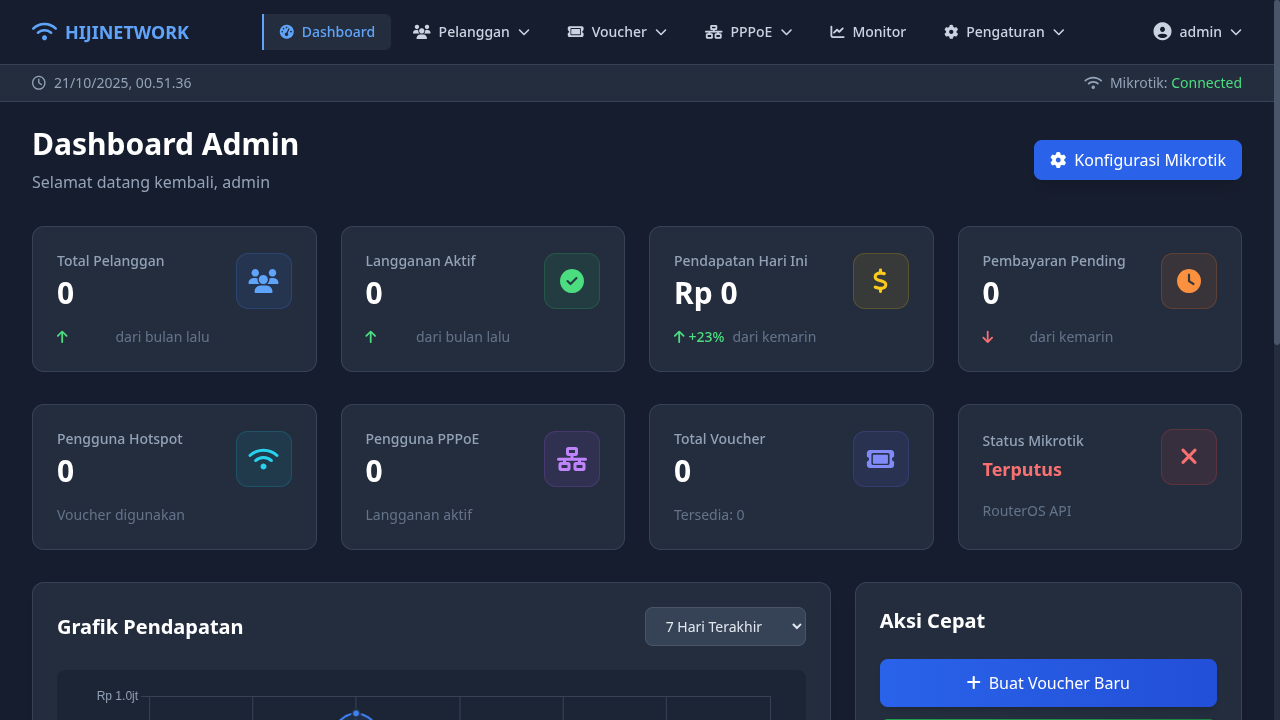 HIJINETWORK
Dashboard
Pelanggan
Voucher
PPPoE
Monitor
Pengaturan
admin
21/10/2025, 00.51.36
Mikrotik: Connected
Dashboard Admin
Selamat datang kembali, admin
Konfigurasi Mikrotik
Total Pelanggan
0
dari bulan lalu
Langganan Aktif
0
dari bulan lalu
Pendapatan Hari Ini
Rp 0
+23% dari kemarin
Pembayaran Pending
0
dari kemarin
Pengguna Hotspot
0
Voucher digunakan
Pengguna PPPoE
0
Langganan aktif
Total Voucher
0
Tersedia: 0
Status Mikrotik
Terputus
RouterOS API
Grafik Pendapatan
7 Hari Terakhir
Rp 1.0jt
Aksi Cepat
Buat Voucher Baru